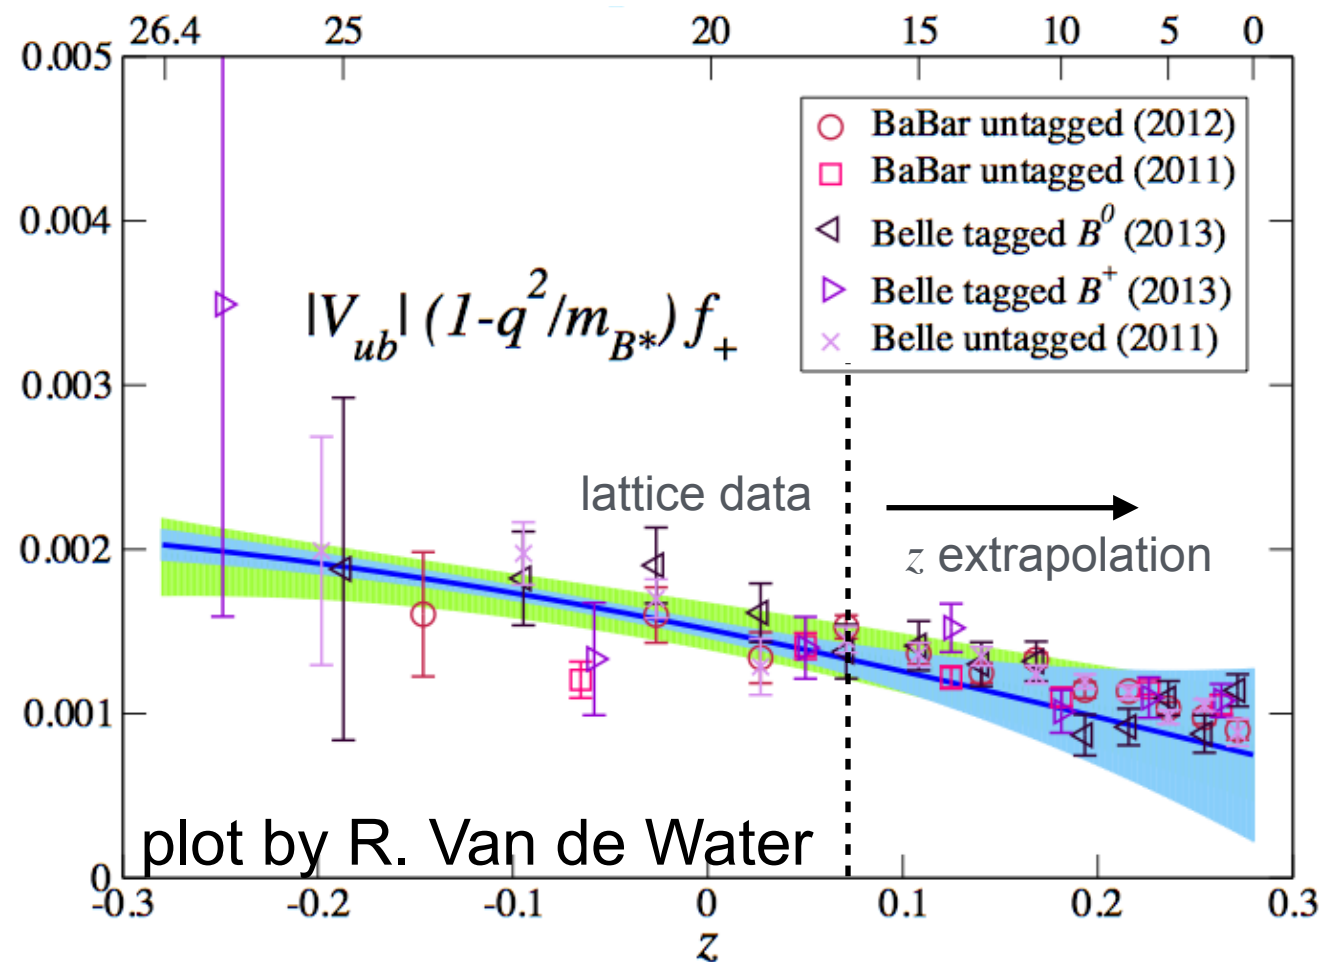 26.4 25 20 15 10 5 0
0.005
0.004
0.003
0.002
0.001
0
BaBar untagged (2012)
BaBar untagged (2011)
Belle tagged B⁰ (2013)
Belle tagged B⁺ (2013)
Belle untagged (2011)
|V_ub| (1-q²/m_B*) f_+
lattice data
z extrapolation
plot by R. Van de Water
-0.3 -0.2 -0.1 0 0.1 0.2 0.3
z